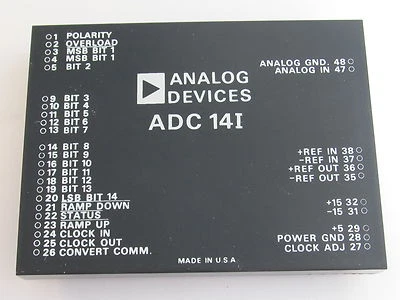 1 POLARITY
2 OVERLOAD
3 MSB BIT 1
4 MSB BIT 1
5 BIT 2
ANALOG GND. 48
ANALOG IN 47
ANALOG
DEVICES
ADC 14I
9 BIT 3
10 BIT 4
11 BIT 5
12 BIT 6
13 BIT 7
14 BIT 8
15 BIT 9
16 BIT 10
17 BIT 11
18 BIT 12
19 BIT 13
20 LSB BIT 14
21 RAMP DOWN
22 STATUS
23 RAMP UP
24 CLOCK IN
25 CLOCK OUT
26 CONVERT COMM.
+REF IN 38
-REF IN 37
+REF OUT 36
-REF OUT 35
+15 32
-15 31
+5 29
POWER GND 28
CLOCK ADJ 27
MADE IN U.S.A.